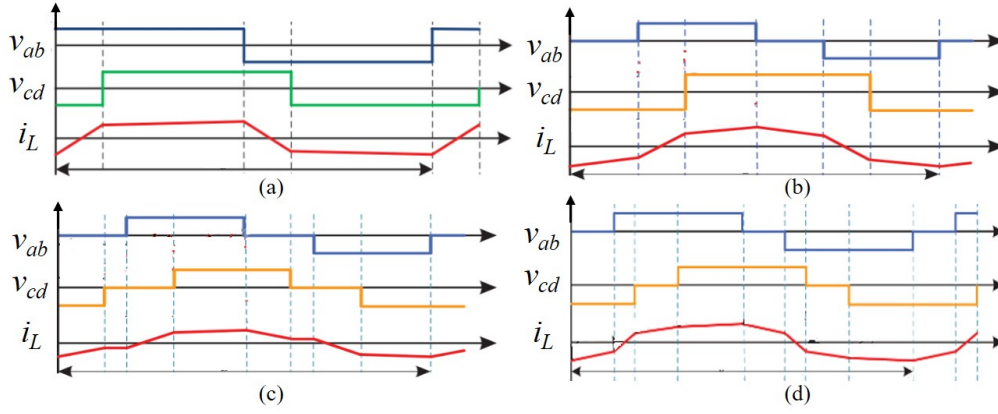 v_ab
v_cd
i_L
(a)
v_ab
v_cd
i_L
(b)
v_ab
v_cd
i_L
(c)
v_ab
v_cd
i_L
(d)